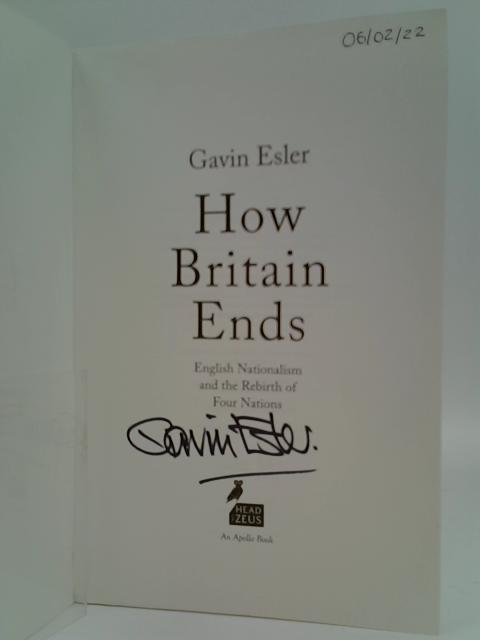 06/02/22
Gavin Esler
How
Britain
Ends
English Nationalism
and the Rebirth of
Four Nations
Gavin Esler.
HEAD
of ZEUS
An Apollo Book